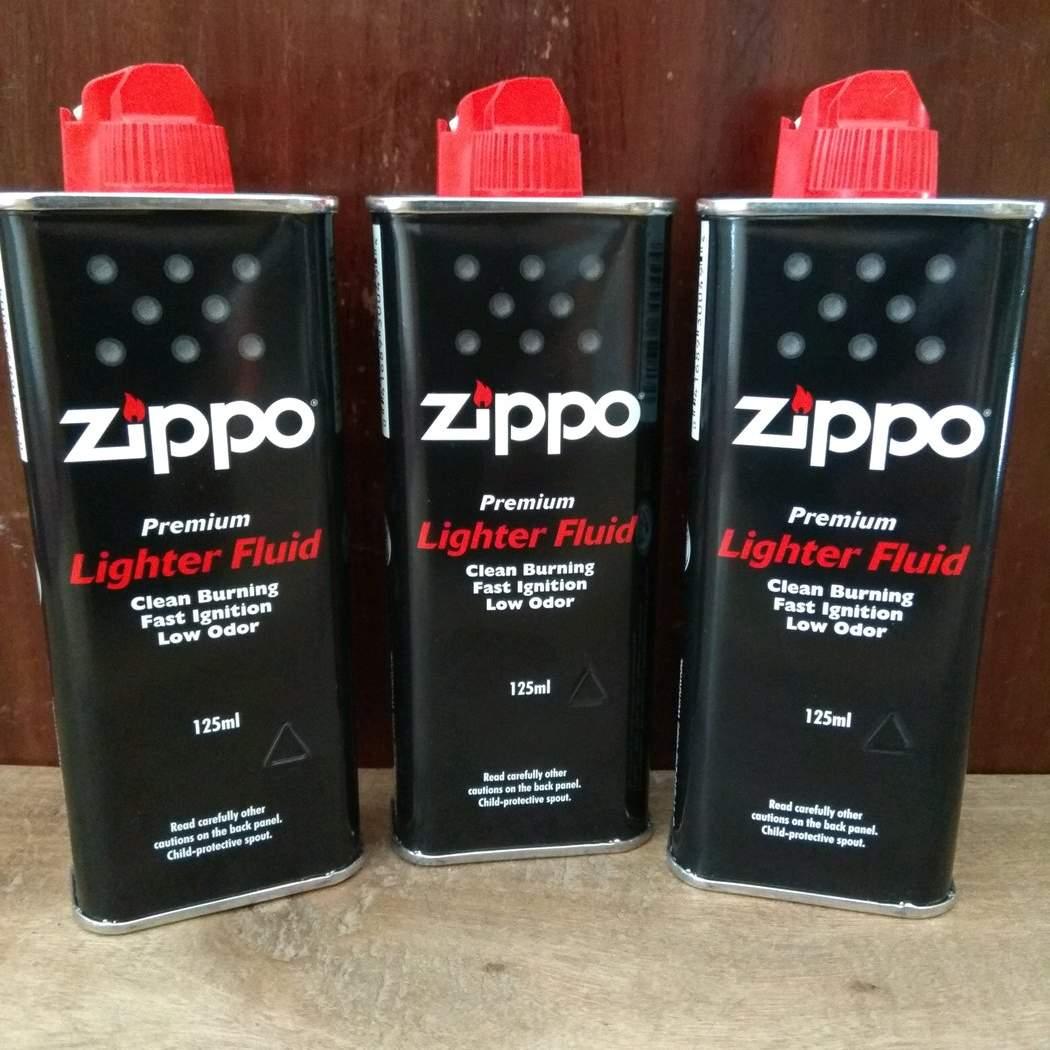 Zippo®
Premium
Lighter Fluid
Clean Burning
Fast Ignition
Low Odor
125ml
Read carefully other
cautions on the back panel.
Child-protective spout.
Zippo®
Premium
Lighter Fluid
Clean Burning
Fast Ignition
Low Odor
125ml
Read carefully other
cautions on the back panel.
Child-protective spout.
Zippo®
Premium
Lighter Fluid
Clean Burning
Fast Ignition
Low Odor
125ml
Read carefully other
cautions on the back panel.
Child-protective spout.